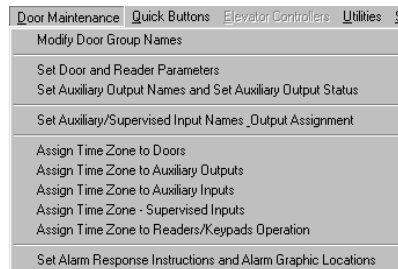 Door Maintenance Quick Buttons Elevator Controllers Utilities
Modify Door Group Names
Set Door and Reader Parameters
Set Auxiliary Output Names and Set Auxiliary Output Status
Set Auxiliary/Supervised Input Names _Output Assignment
Assign Time Zone to Doors
Assign Time Zone to Auxiliary Outputs
Assign Time Zone to Auxiliary Inputs
Assign Time Zone - Supervised Inputs
Assign Time Zone to Readers/Keypads Operation
Set Alarm Response Instructions and Alarm Graphic Locations